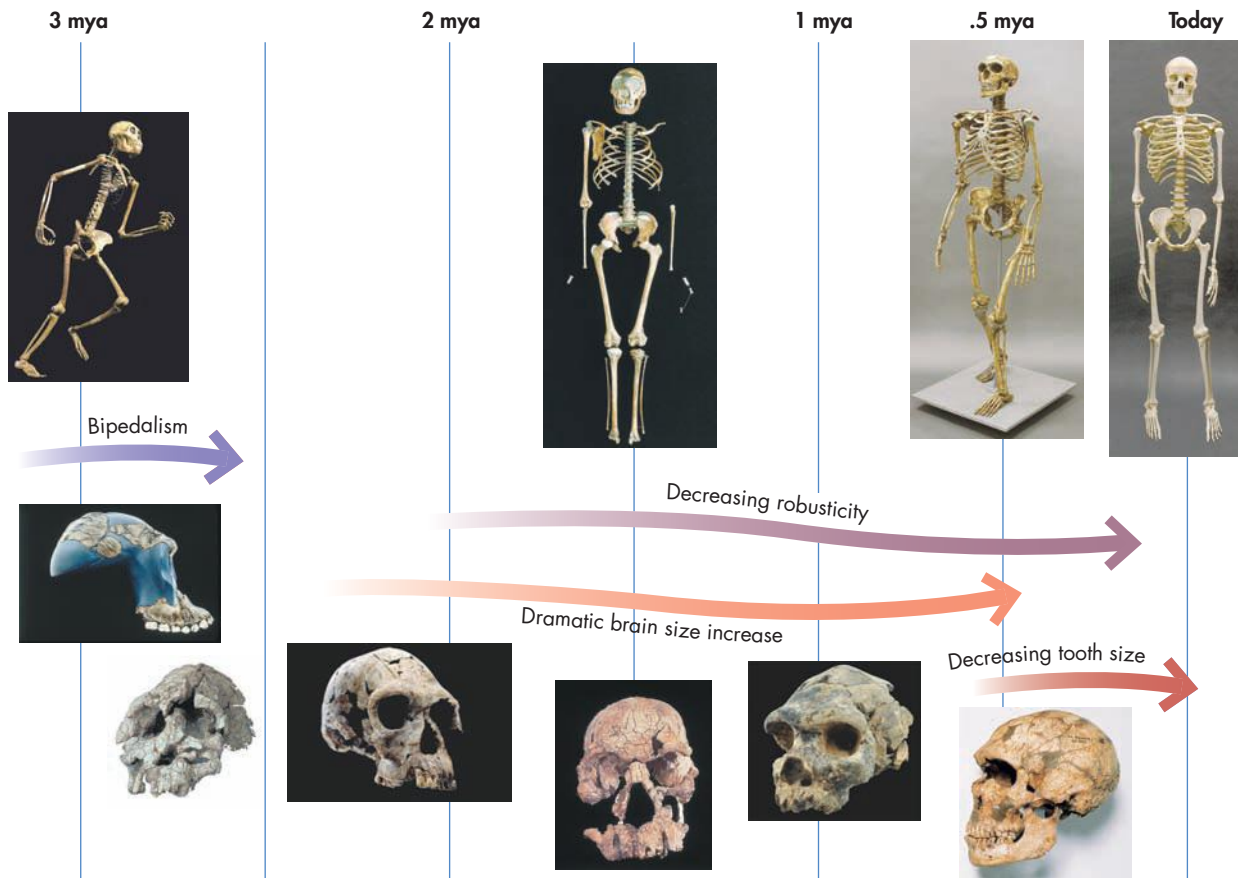 3 mya
2 mya
1 mya
.5 mya
Today
Bipedalism
Decreasing robusticity
Dramatic brain size increase
Decreasing tooth size